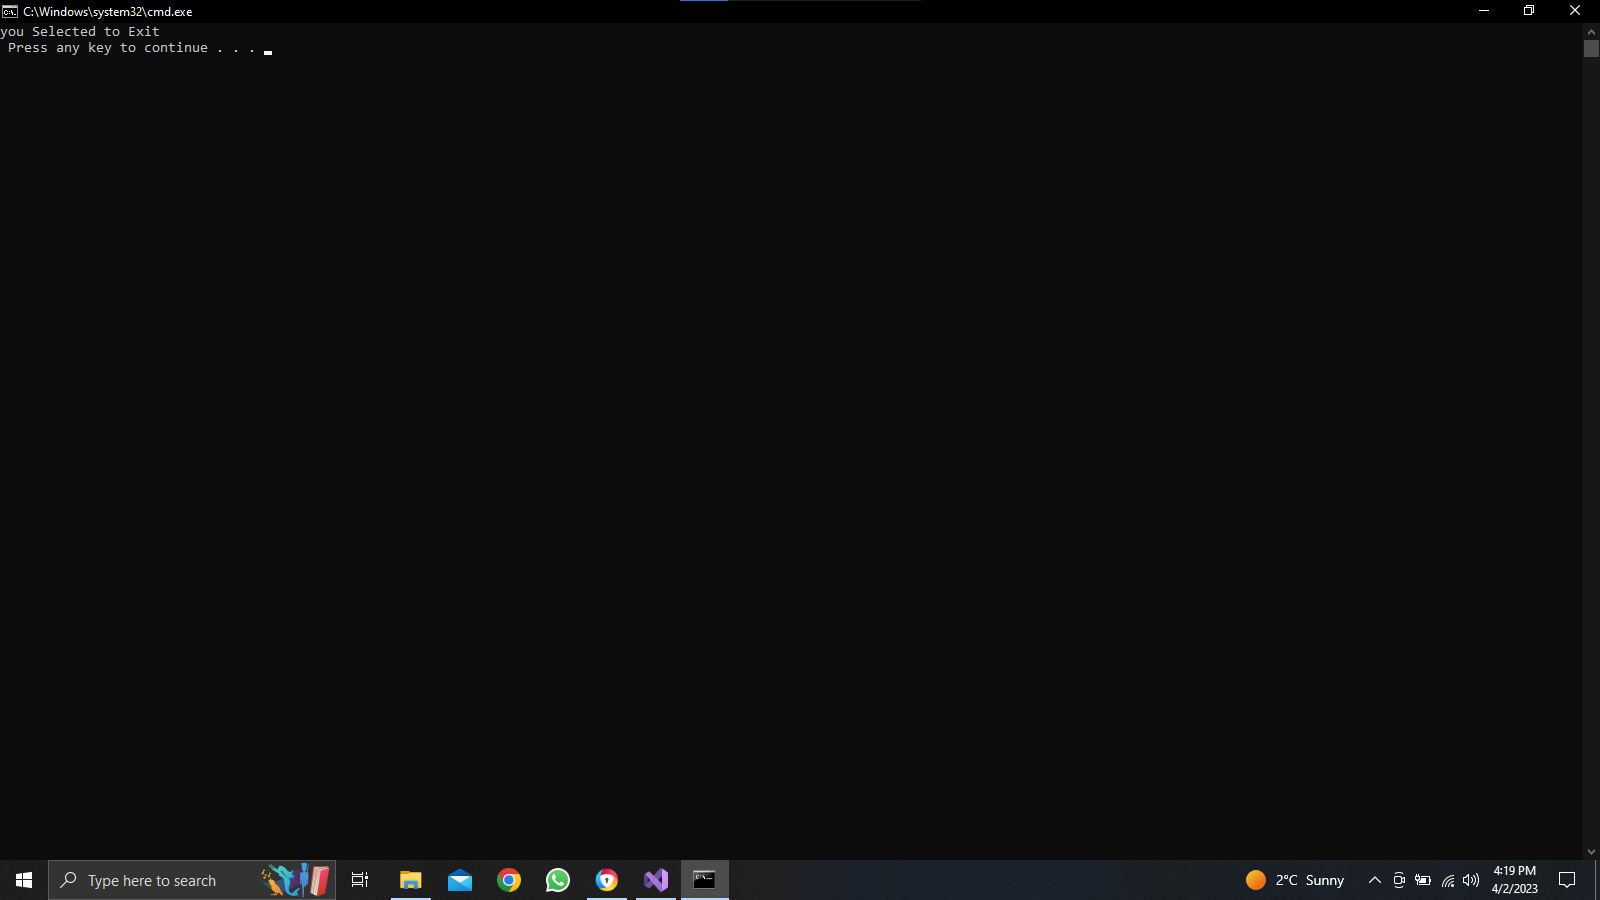 C:\Windows\system32\cmd.exe
you Selected to Exit
Press any key to continue . . .
Type here to search
2°C Sunny
4:19 PM
4/2/2023